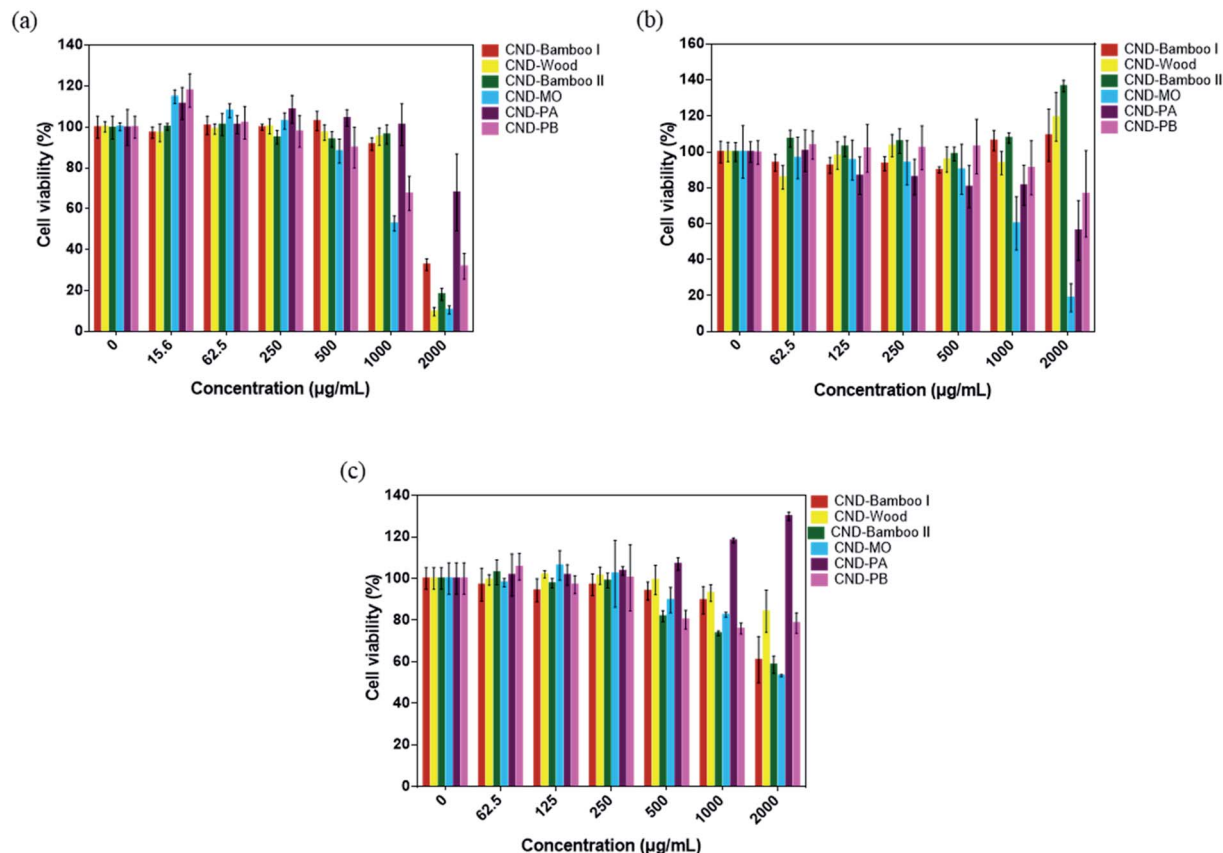 (a)
140
120
100
80
60
40
20
0
Cell viability (%)
0 15.6 62.5 250 500 1000 2000
Concentration (µg/mL)
CND-Bamboo I
CND-Wood
CND-Bamboo II
CND-MO
CND-PA
CND-PB
(b)
160
140
120
100
80
60
40
20
0
Cell viability (%)
0 62.5 125 250 500 1000 2000
Concentration (µg/mL)
CND-Bamboo I
CND-Wood
CND-Bamboo II
CND-MO
CND-PA
CND-PB
(c)
140
120
100
80
60
40
20
0
Cell viability (%)
0 62.5 125 250 500 1000 2000
Concentration (µg/mL)
CND-Bamboo I
CND-Wood
CND-Bamboo II
CND-MO
CND-PA
CND-PB